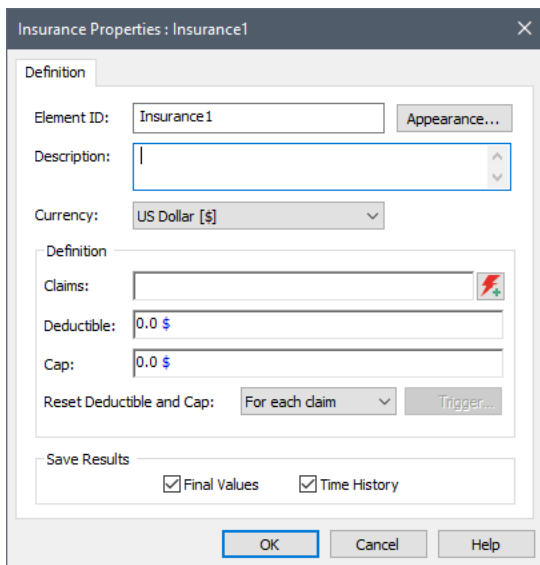 Insurance Properties : Insurance1
Definition
Element ID: Insurance1 Appearance...
Description:
Currency: US Dollar [$]
Definition
Claims:
Deductible: 0.0 $
Cap: 0.0 $
Reset Deductible and Cap: For each claim Trigger...
Save Results
Final Values Time History
OK Cancel Help